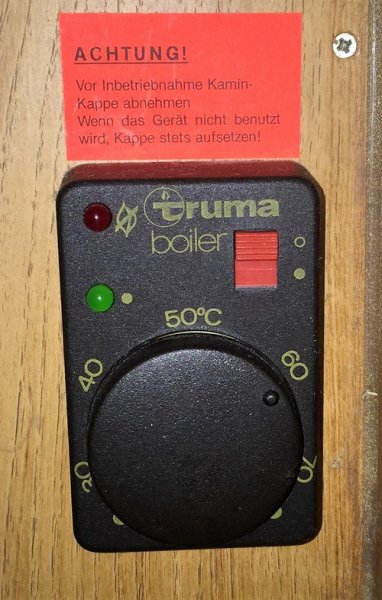 ACHTUNG!
Vor Inbetriebnahme Kamin-
Kappe abnehmen
Wenn das Gerät nicht benutzt
wird, Kappe stets aufsetzen!
truma
boiler
50°C
40
60
30
70